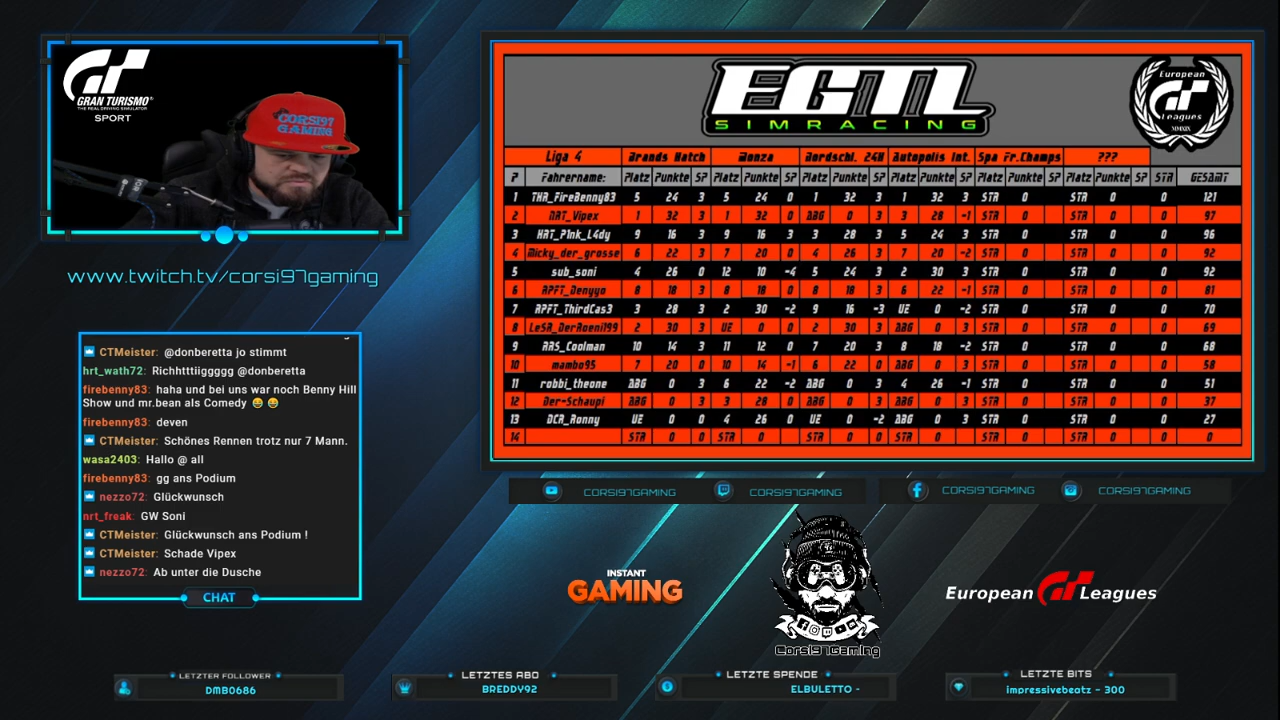 GRAN TURISMO
THE REAL DRIVING SIMULATOR
SPORT
CORSI97
GAMING
www.twitch.tv/corsi97gaming
CTMeister: @donberetta jo stimmt
hrt_wath72: Richhttttiiggggg @donberetta
firebenny83: haha und bei uns war noch Benny Hill
Show und mr.bean als Comedy 😄 😄
firebenny83: deven
CTMeister: Schönes Rennen trotz nur 7 Mann.
wasa2403: Hallo @ all
firebenny83: gg ans Podium
nezzo72: Glückwunsch
nrt_freak: GW Soni
CTMeister: Glückwunsch ans Podium !
CTMeister: Schade Vipex
nezzo72: Ab unter die Dusche
CHAT
EGTL
SIMRACING
European
GT
Leagues
MMXIX
Liga 4 Brands Hatch Monza Nordschl. 24H Autopolis Int. Spa Fr.Champs ???
P Fahrername: Platz Punkte SP Platz Punkte SP Platz Punkte SP Platz Punkte SP Platz Punkte SP Platz Punkte SP STR GESAMT
1 THR_FireBenny83 5 24 3 5 24 0 1 32 3 1 32 3 STR 0 STR 0 0 121
2 NRT_Vipex 1 32 3 1 32 0 ABG 0 3 3 28 -1 STR 0 STR 0 0 97
3 HRT_P1nk_L4dy 9 16 3 9 16 3 3 28 3 5 24 3 STR 0 STR 0 0 96
4 Micky_der_grosse 6 22 3 7 20 0 4 26 3 7 20 -2 STR 0 STR 0 0 92
5 sub_soni 4 26 0 12 10 -4 5 24 3 2 30 3 STR 0 STR 0 0 92
6 RPFT_Denyyo 8 18 3 8 18 0 8 18 3 6 22 -1 STR 0 STR 0 0 81
7 RPFT_ThirdCas3 3 28 3 2 30 -2 9 16 -3 UE 0 -2 STR 0 STR 0 0 70
8 LeSR_DerRoeni199 2 30 3 UE 0 0 2 30 3 ABG 0 3 STR 0 STR 0 0 69
9 RRS_Coolman 10 14 3 11 12 0 7 20 3 8 18 -2 STR 0 STR 0 0 68
10 mambo95 7 20 0 10 14 -1 6 22 0 ABG 0 3 STR 0 STR 0 0 58
11 robbi_theone ABG 0 3 6 22 -2 ABG 0 3 4 26 -1 STR 0 STR 0 0 51
12 Der-Schaupi ABG 0 3 3 28 0 ABG 0 3 ABG 0 3 STR 0 STR 0 0 37
13 DCR_Ronny UE 0 0 4 26 0 UE 0 -2 ABG 0 3 STR 0 STR 0 0 27
14 STR 0 0 STR 0 0 STR 0 0 STR 0 0 STR 0 STR 0 0 0
CORSI97GAMING CORSI97GAMING CORSI97GAMING CORSI97GAMING
INSTANT
GAMING
Corsi97Gaming
European GT Leagues
LETZTER FOLLOWER
DMB0686
LETZTES ABO
BREDDY92
LETZTE SPENDE
ELBULETTO -
LETZTE BITS
impressivebeatz - 300